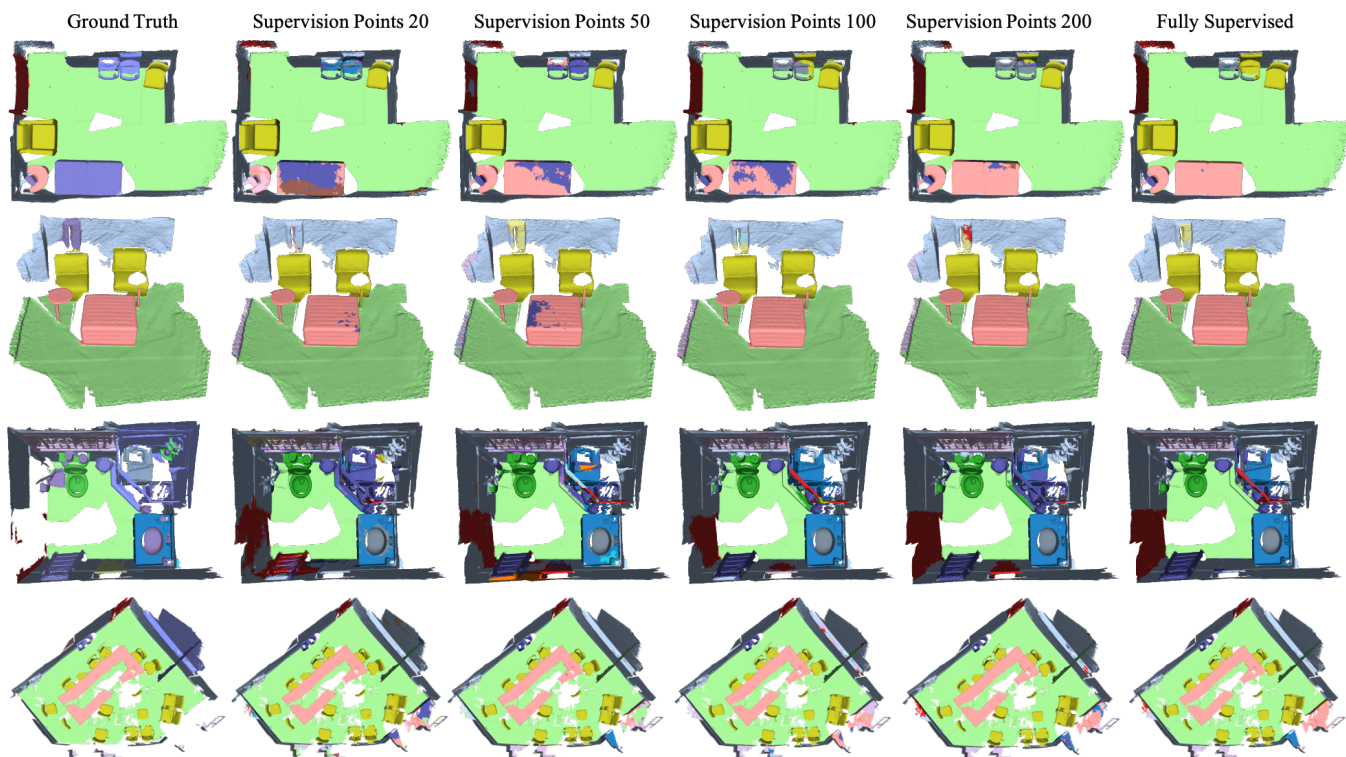 Ground Truth
Supervision Points 20
Supervision Points 50
Supervision Points 100
Supervision Points 200
Fully Supervised